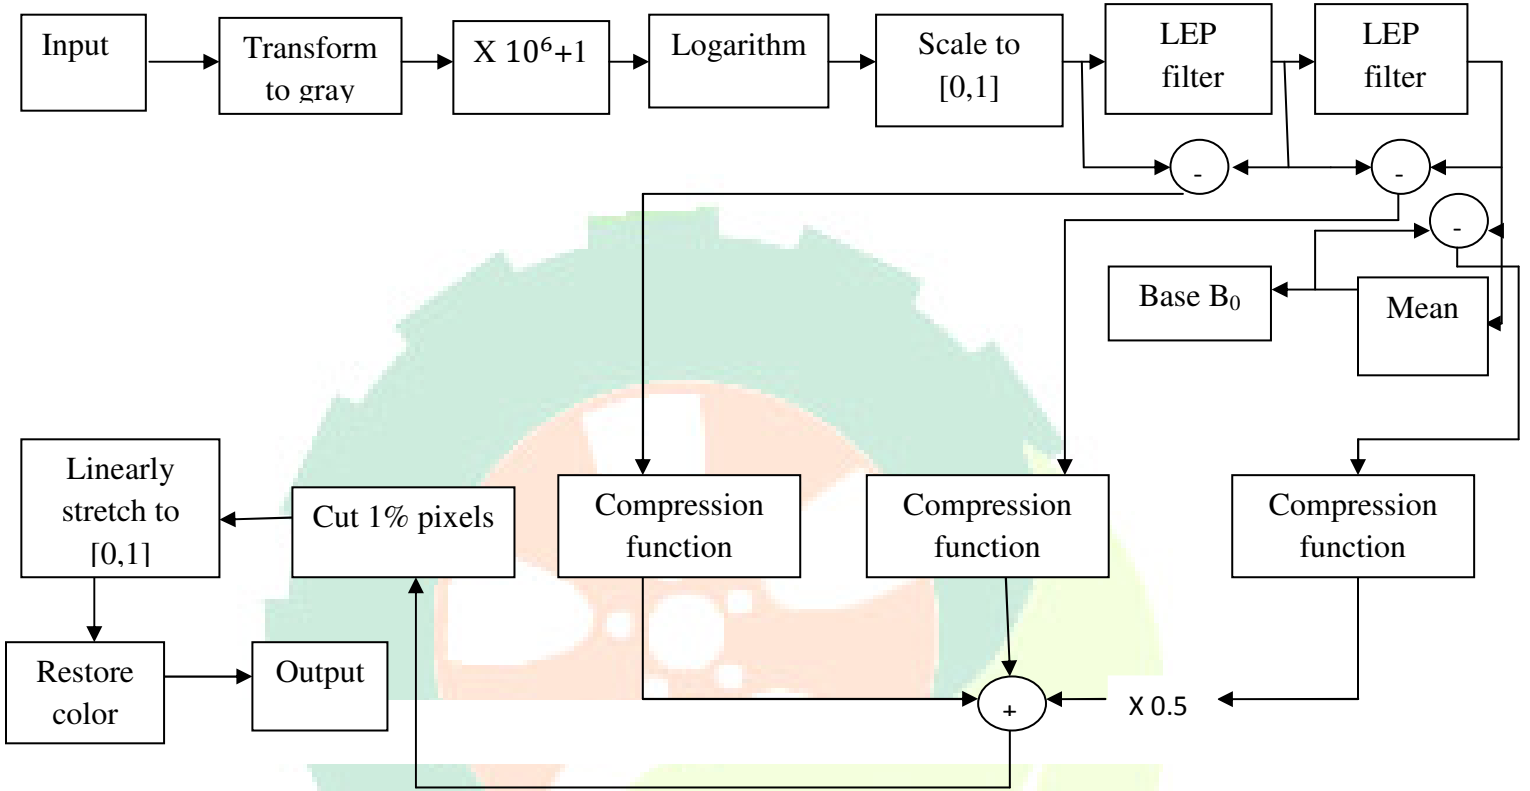 Input
Transform
to gray
X 10⁶+1
Logarithm
Scale to
[0,1]
LEP
filter
LEP
filter
-
-
-
Base B₀
Mean
Linearly
stretch to
[0,1]
Cut 1% pixels
Compression
function
Compression
function
Compression
function
Restore
color
Output
+
X 0.5